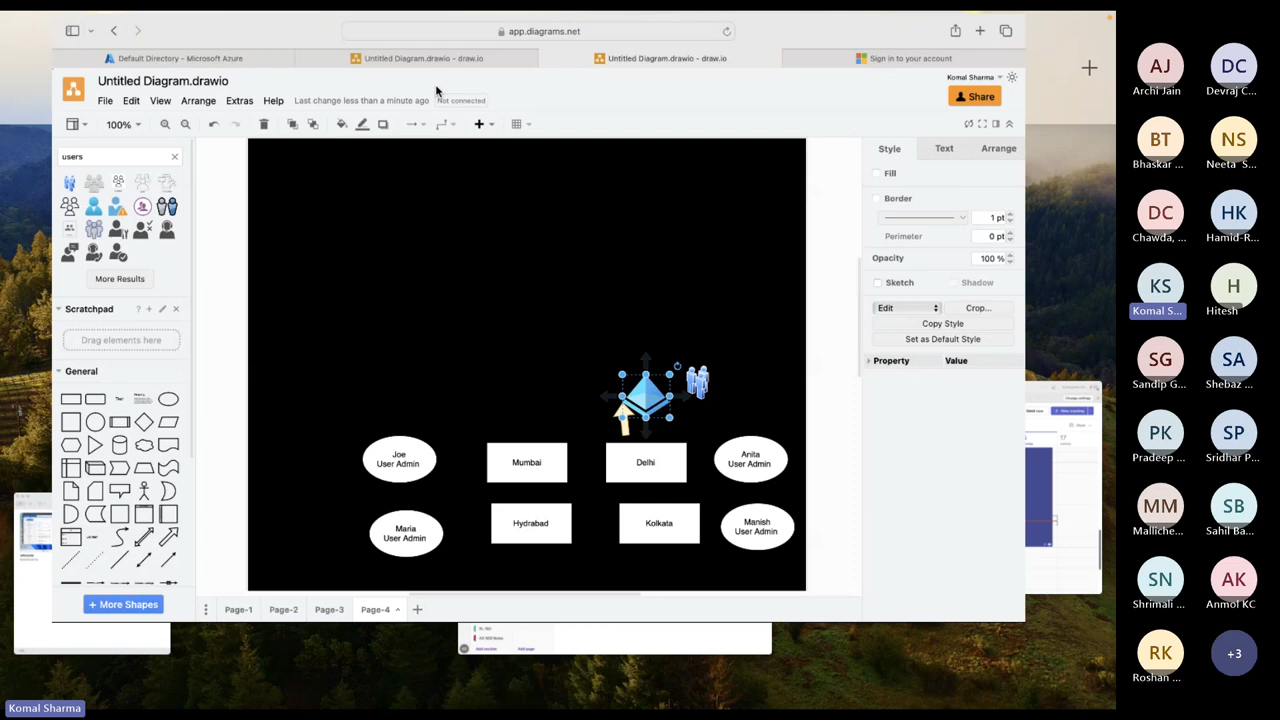 app.diagrams.net
Default Directory - Microsoft Azure
Untitled Diagram.drawio - draw.io
Untitled Diagram.drawio - draw.io
Sign in to your account
Untitled Diagram.drawio
Komal Sharma
File Edit View Arrange Extras Help
Last change less than a minute ago
Not connected
Share
100%
users
More Results
Scratchpad
Drag elements here
General
Text
+ More Shapes
Joe
User Admin
Mumbai
Delhi
Anita
User Admin
Maria
User Admin
Hydrabad
Kolkata
Manish
User Admin
Page-1
Page-2
Page-3
Page-4
Style
Text
Arrange
Fill
Border
1 pt
Perimeter
0 pt
Opacity
100 %
Sketch
Shadow
Edit
Crop...
Copy Style
Set as Default Style
Property
Value
17
Add section
Add page
AJ
Archi Jain
DC
Devraj C...
BT
Bhaskar ...
NS
Neeta S...
DC
Chawda, ...
HK
Hamid-R...
KS
Komal S...
H
Hitesh
SG
Sandip G...
SA
Shebaz ...
PK
Pradeep ...
SP
Sridhar P...
MM
Malliche...
SB
Sahil Ba...
SN
Shrimali ...
AK
Anmol KC
RK
Roshan ...
+3
Komal Sharma